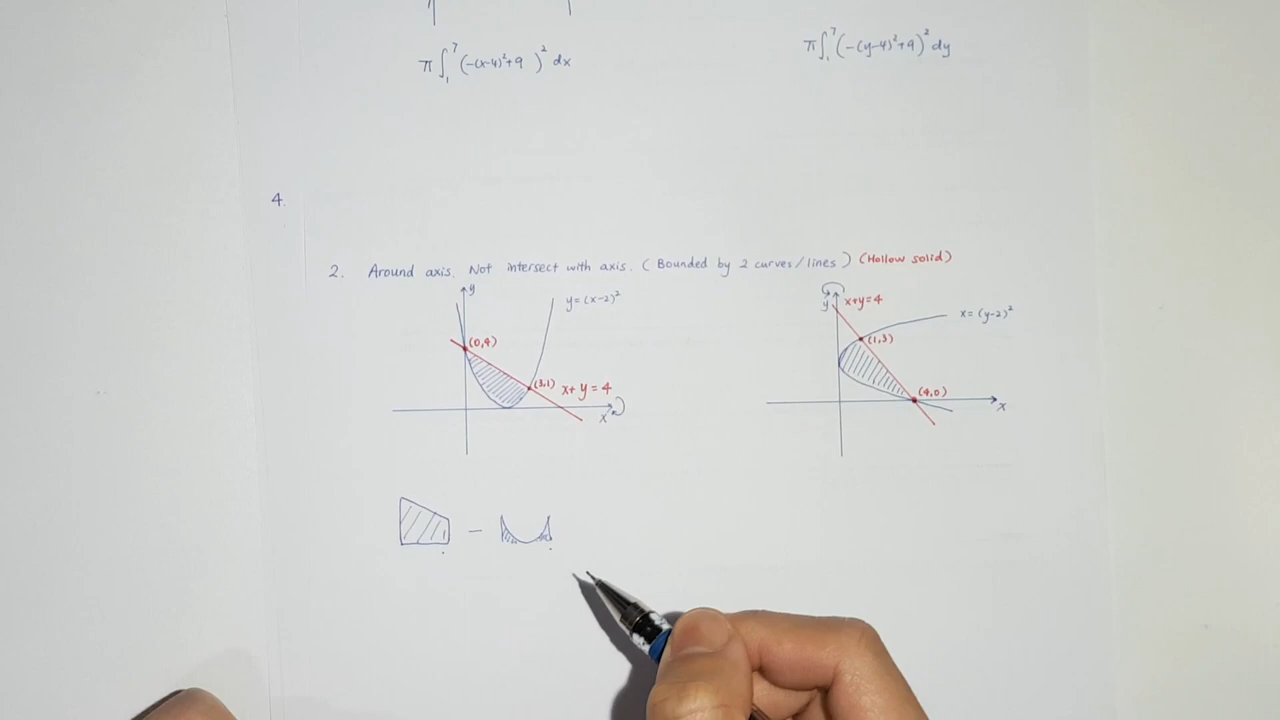 π∫₁⁷(-(x-4)²+9 )² dx
π∫₁⁷(-(y-4)²+9)² dy
4.
2. Around axis. Not intersect with axis. (Bounded by 2 curves/lines) (Hollow solid)
y
y=(x-2)²
(0,4)
(3,1)
x+y=4
x
y
x+y=4
x=(y-2)²
(1,3)
(4,0)
x
−